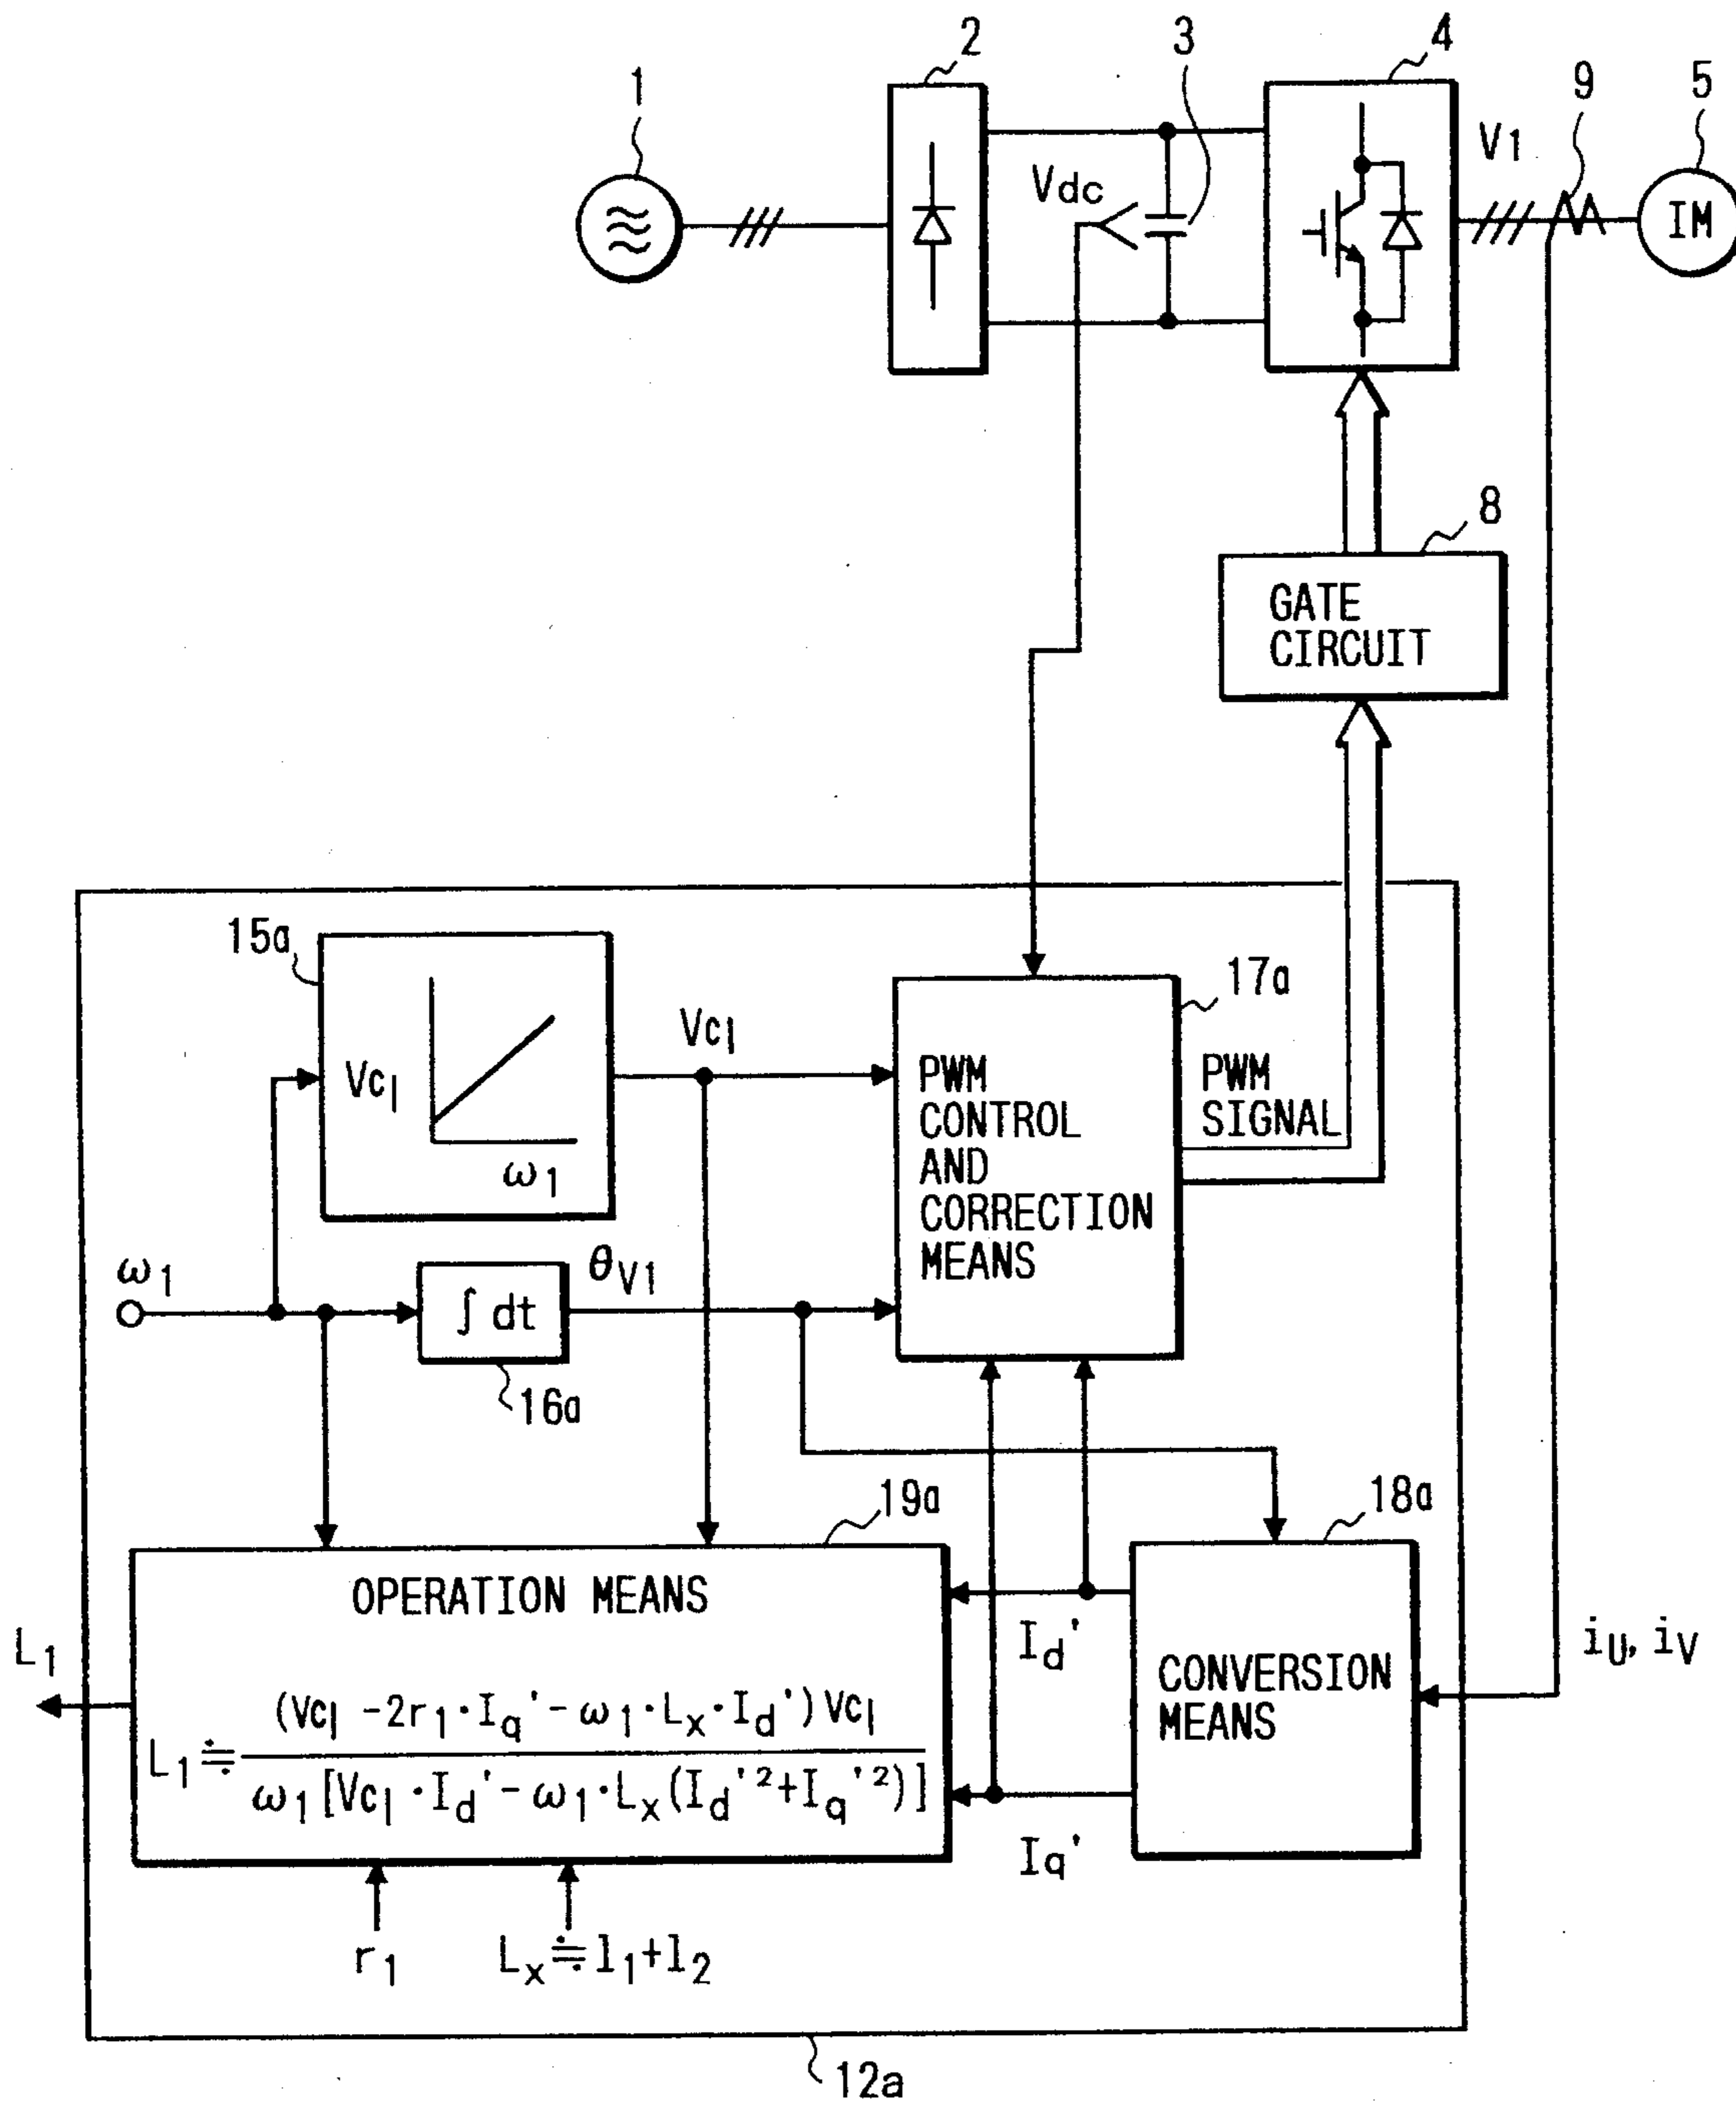 1
2
3
4
9
5
Vdc
V1
IM
8
GATE
CIRCUIT
15a
17a
Vc1
Vc1
ω1
PWM
CONTROL
AND
CORRECTION
MEANS
PWM
SIGNAL
ω1
∫ dt
θV1
16a
19a
18a
OPERATION MEANS
L1
L1 ≒ (Vc1 -2r1·Iq'-ω1·Lx·Id')Vc1 / ω1[Vc1·Id'-ω1·Lx(Id'²+Iq'²)]
Id'
Iq'
CONVERSION
MEANS
iU, iV
r1
Lx≒l1+l2
12a